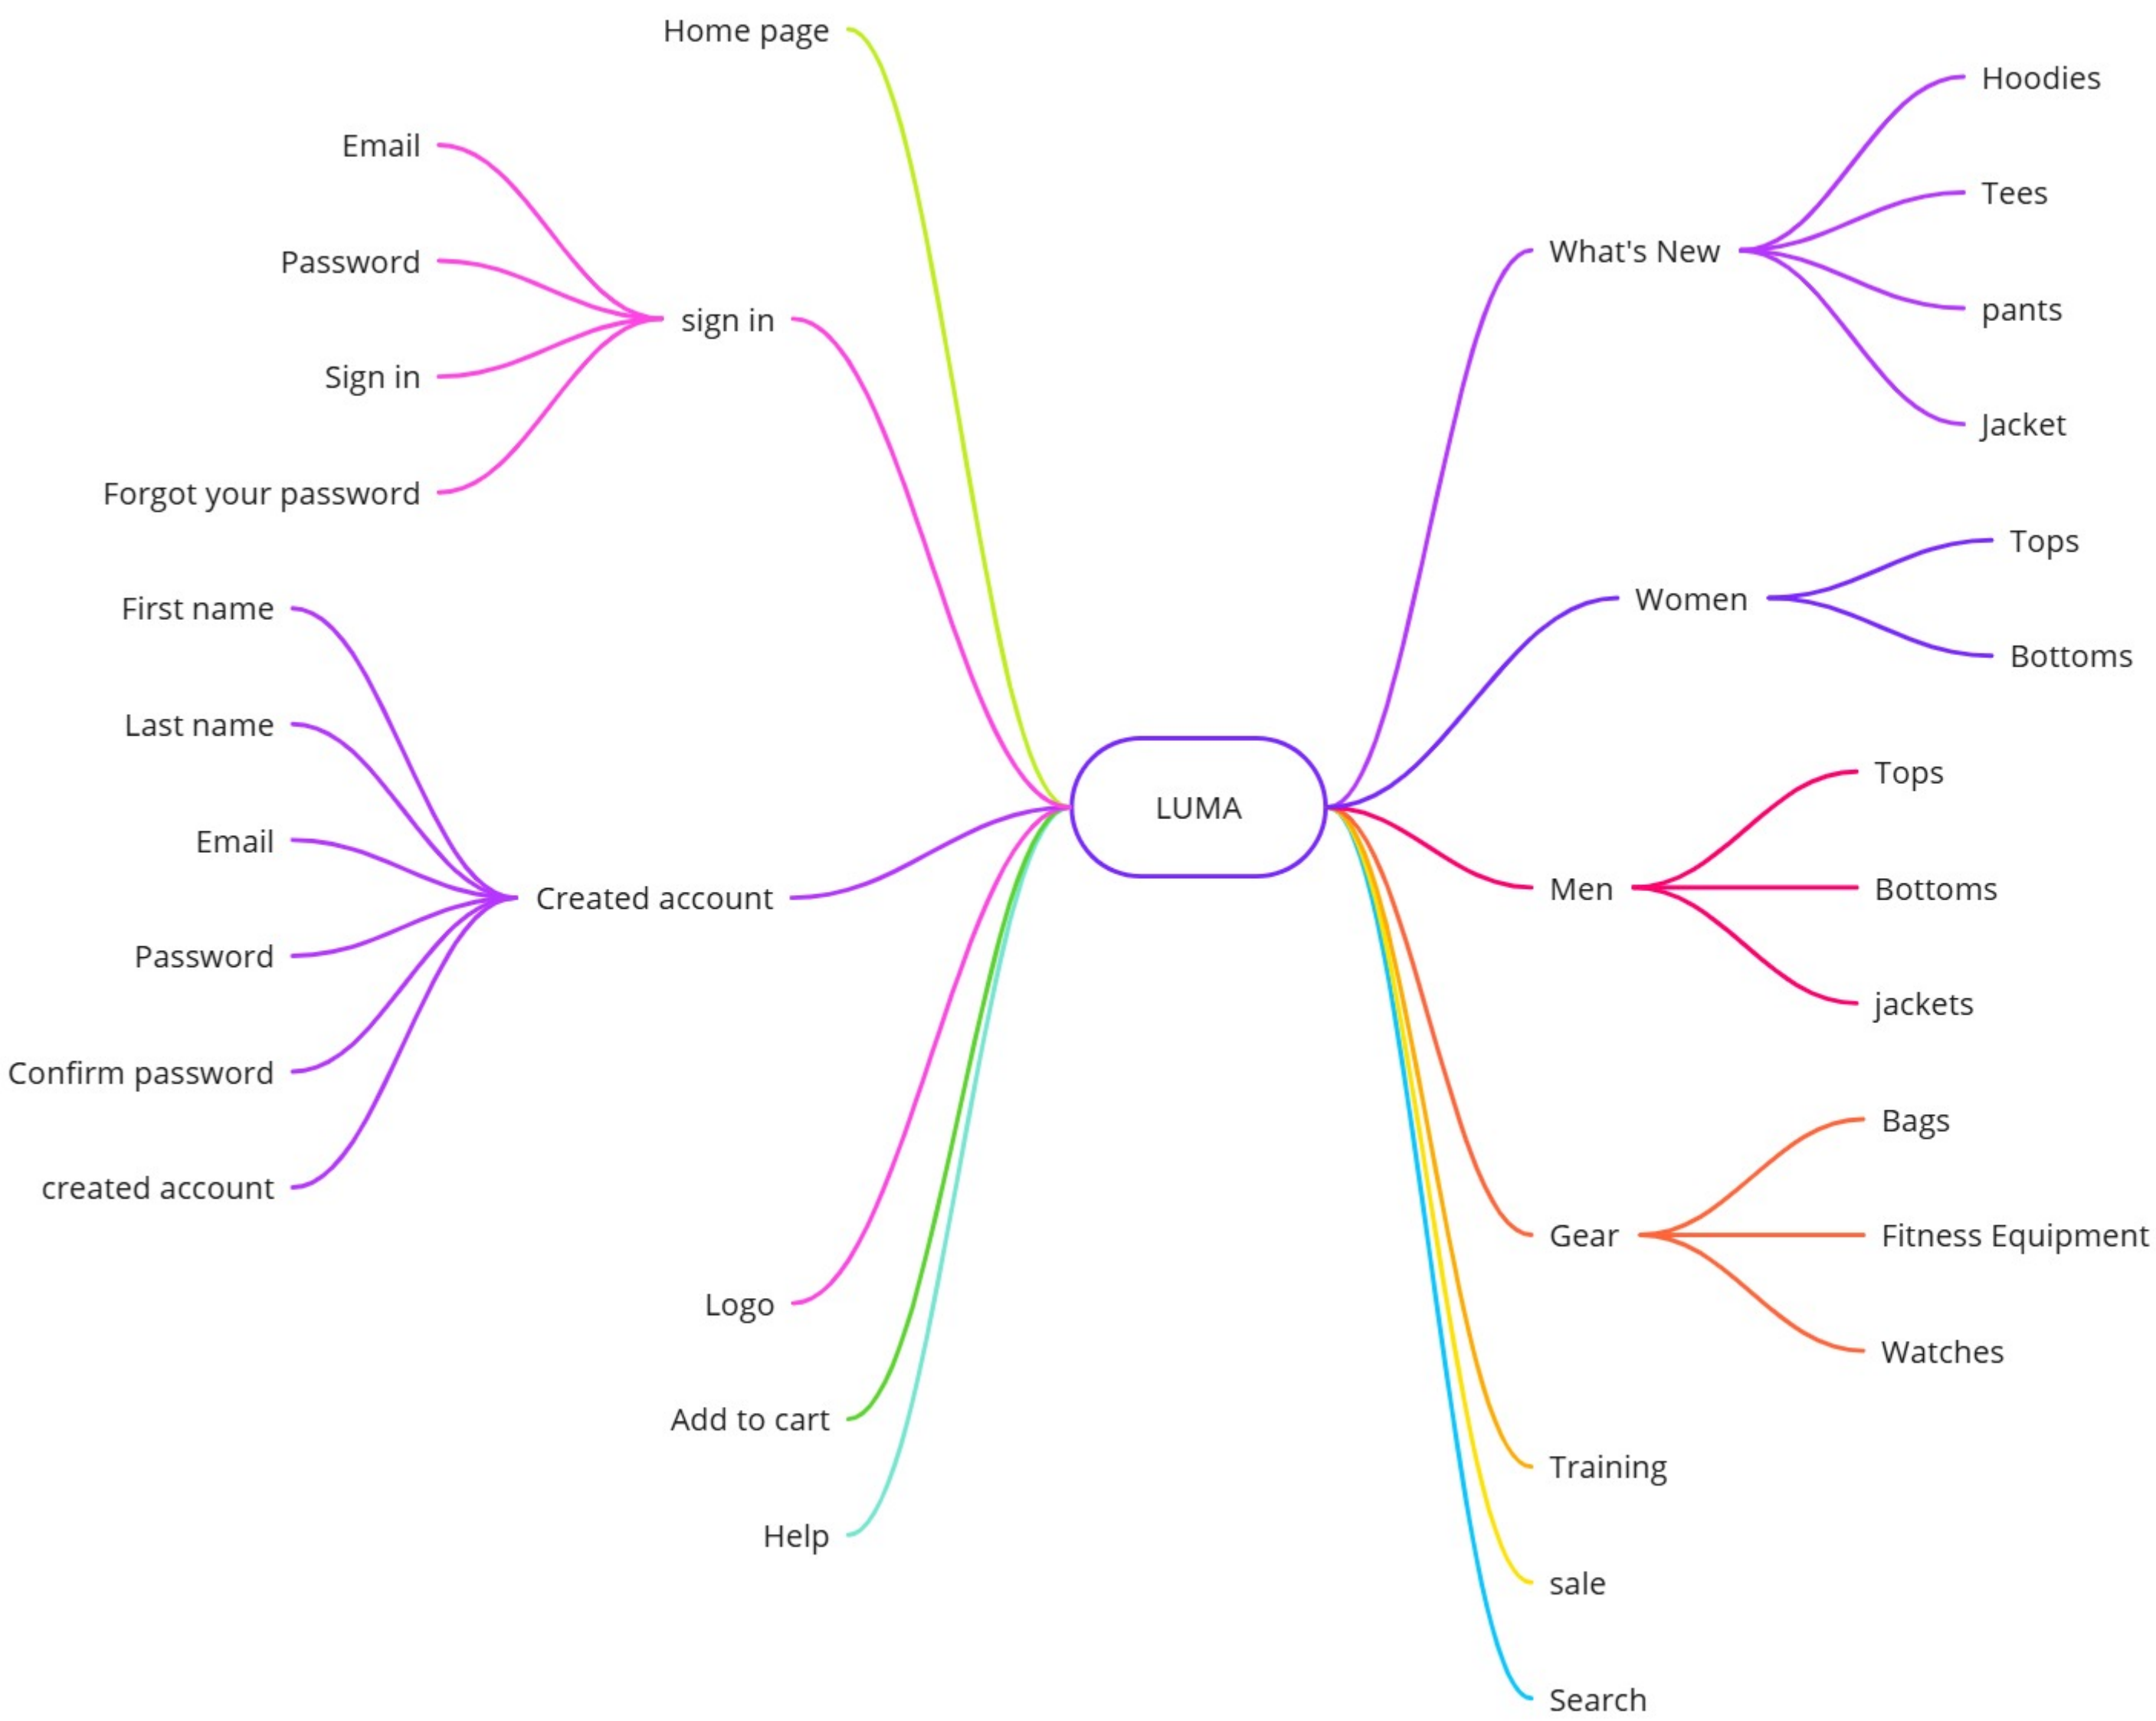 Home page
Email
Password
sign in
Sign in
Forgot your password
First name
Last name
Email
Created account
Password
Confirm password
created account
Logo
Add to cart
Help
LUMA
Hoodies
Tees
What's New
pants
Jacket
Tops
Women
Bottoms
Tops
Men
Bottoms
jackets
Bags
Gear
Fitness Equipment
Watches
Training
sale
Search